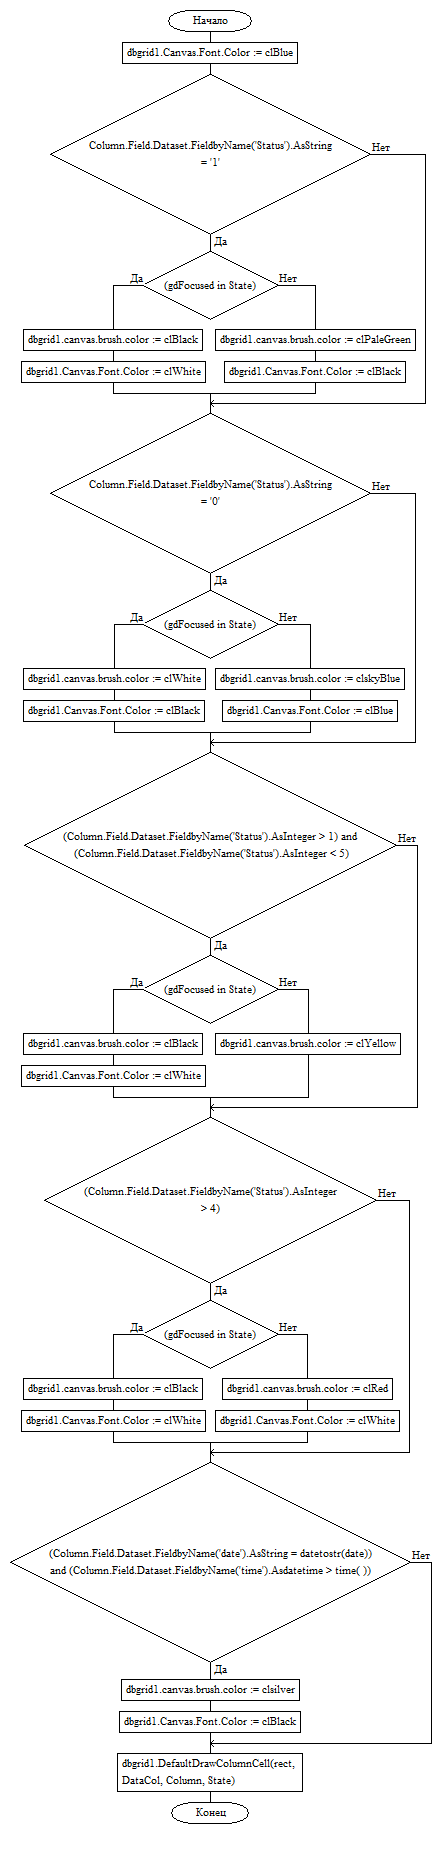 Начало
dbgrid1.Canvas.Font.Color := clBlue
Column.Field.Dataset.FieldbyName('Status').AsString
= '1'
Нет
Да
Да
(gdFocused in State)
Нет
dbgrid1.canvas.brush.color := clBlack
dbgrid1.canvas.brush.color := clPaleGreen
dbgrid1.Canvas.Font.Color := clWhite
dbgrid1.Canvas.Font.Color := clBlack
Column.Field.Dataset.FieldbyName('Status').AsString
= '0'
Нет
Да
Да
(gdFocused in State)
Нет
dbgrid1.canvas.brush.color := clWhite
dbgrid1.canvas.brush.color := clskyBlue
dbgrid1.Canvas.Font.Color := clBlack
dbgrid1.Canvas.Font.Color := clBlue
(Column.Field.Dataset.FieldbyName('Status').AsInteger > 1) and
(Column.Field.Dataset.FieldbyName('Status').AsInteger < 5)
Нет
Да
Да
(gdFocused in State)
Нет
dbgrid1.canvas.brush.color := clBlack
dbgrid1.canvas.brush.color := clYellow
dbgrid1.Canvas.Font.Color := clWhite
(Column.Field.Dataset.FieldbyName('Status').AsInteger
> 4)
Нет
Да
Да
(gdFocused in State)
Нет
dbgrid1.canvas.brush.color := clBlack
dbgrid1.canvas.brush.color := clRed
dbgrid1.Canvas.Font.Color := clWhite
dbgrid1.Canvas.Font.Color := clWhite
(Column.Field.Dataset.FieldbyName('date').AsString = datetostr(date))
and (Column.Field.Dataset.FieldbyName('time').Asdatetime > time( ))
Нет
Да
dbgrid1.canvas.brush.color := clsilver
dbgrid1.Canvas.Font.Color := clBlack
dbgrid1.DefaultDrawColumnCell(rect,
DataCol, Column, State)
Конец